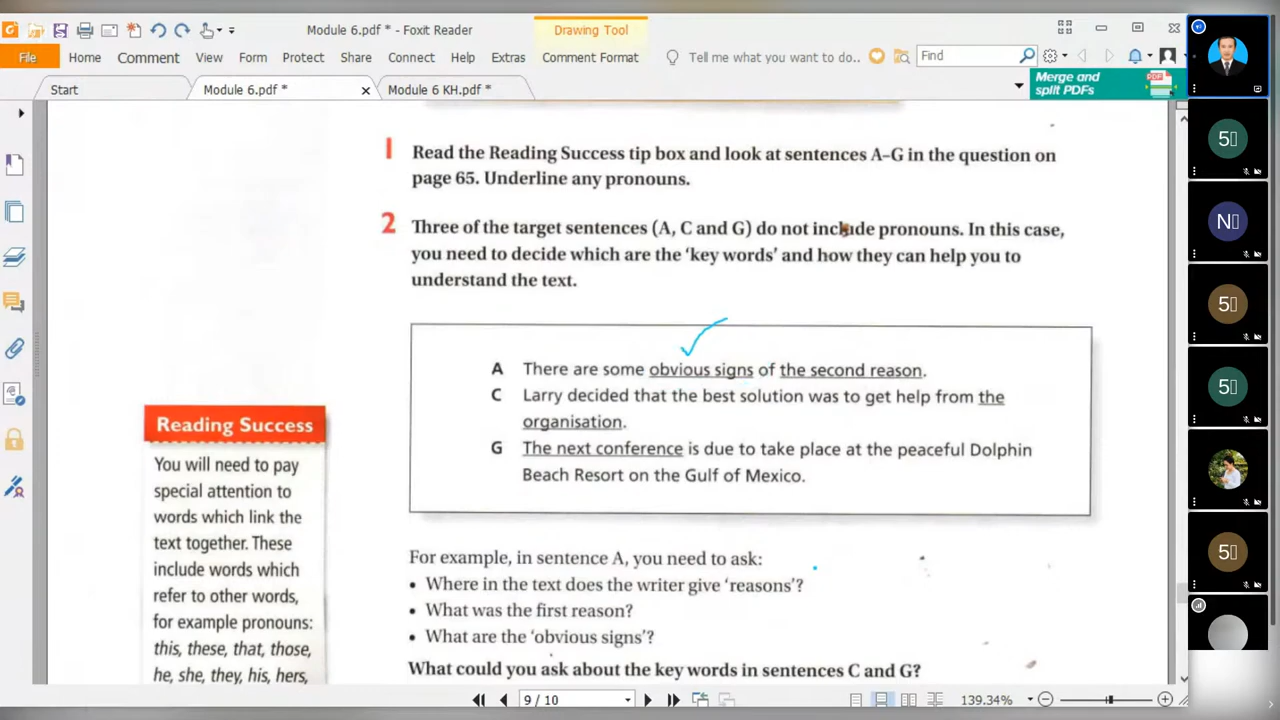 Module 6.pdf * - Foxit Reader
Drawing Tool
File
Home
Comment
View
Form
Protect
Share
Connect
Help
Extras
Comment Format
Tell me what you want to do..
Find
Start
Module 6.pdf *
Module 6 KH.pdf *
Merge and
split PDFs
PDF
1 Read the Reading Success tip box and look at sentences A–G in the question on
page 65. Underline any pronouns.
2 Three of the target sentences (A, C and G) do not include pronouns. In this case,
you need to decide which are the ‘key words’ and how they can help you to
understand the text.
A There are some obvious signs of the second reason.
C Larry decided that the best solution was to get help from the
organisation.
G The next conference is due to take place at the peaceful Dolphin
Beach Resort on the Gulf of Mexico.
Reading Success
You will need to pay
special attention to
words which link the
text together. These
include words which
refer to other words,
for example pronouns:
this, these, that, those,
he, she, they, his, hers,
For example, in sentence A, you need to ask:
• Where in the text does the writer give ‘reasons’?
• What was the first reason?
• What are the ‘obvious signs’?
What could you ask about the key words in sentences C and G?
9 / 10
139.34%
5
N
5
5
5